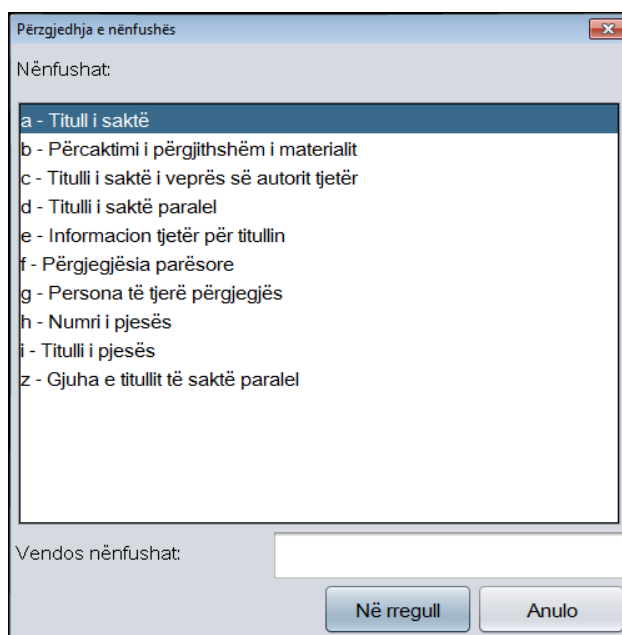 Përzgjedhja e nënfushës
Nënfushat:
a - Titull i saktë
b - Përcaktimi i përgjithshëm i materialit
c - Titulli i saktë i veprës së autorit tjetër
d - Titulli i saktë paralel
e - Informacion tjetër për titullin
f - Përgjegjësia parësore
g - Persona të tjerë përgjegjës
h - Numri i pjesës
i - Titulli i pjesës
z - Gjuha e titullit të saktë paralel
Vendos nënfushat:
Në rregull Anulo